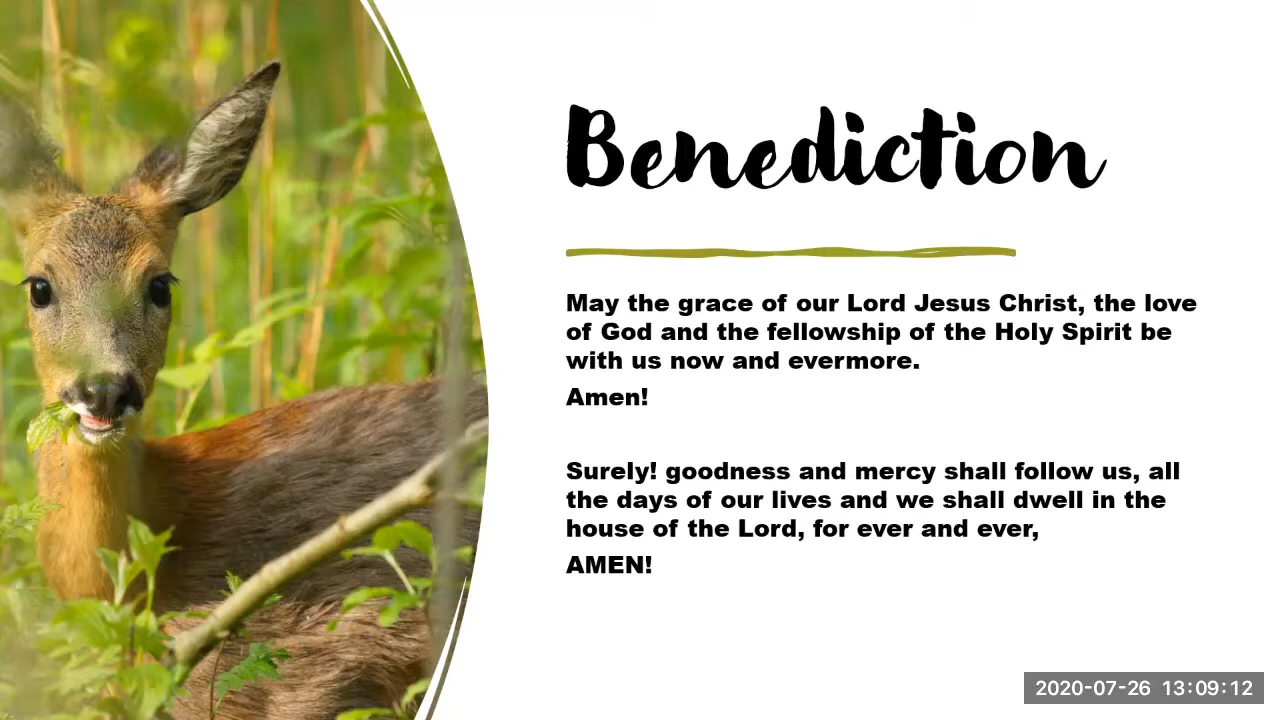 Benediction
May the grace of our Lord Jesus Christ, the love
of God and the fellowship of the Holy Spirit be
with us now and evermore.
Amen!
Surely! goodness and mercy shall follow us, all
the days of our lives and we shall dwell in the
house of the Lord, for ever and ever,
AMEN!
2020-07-26 13:09:12